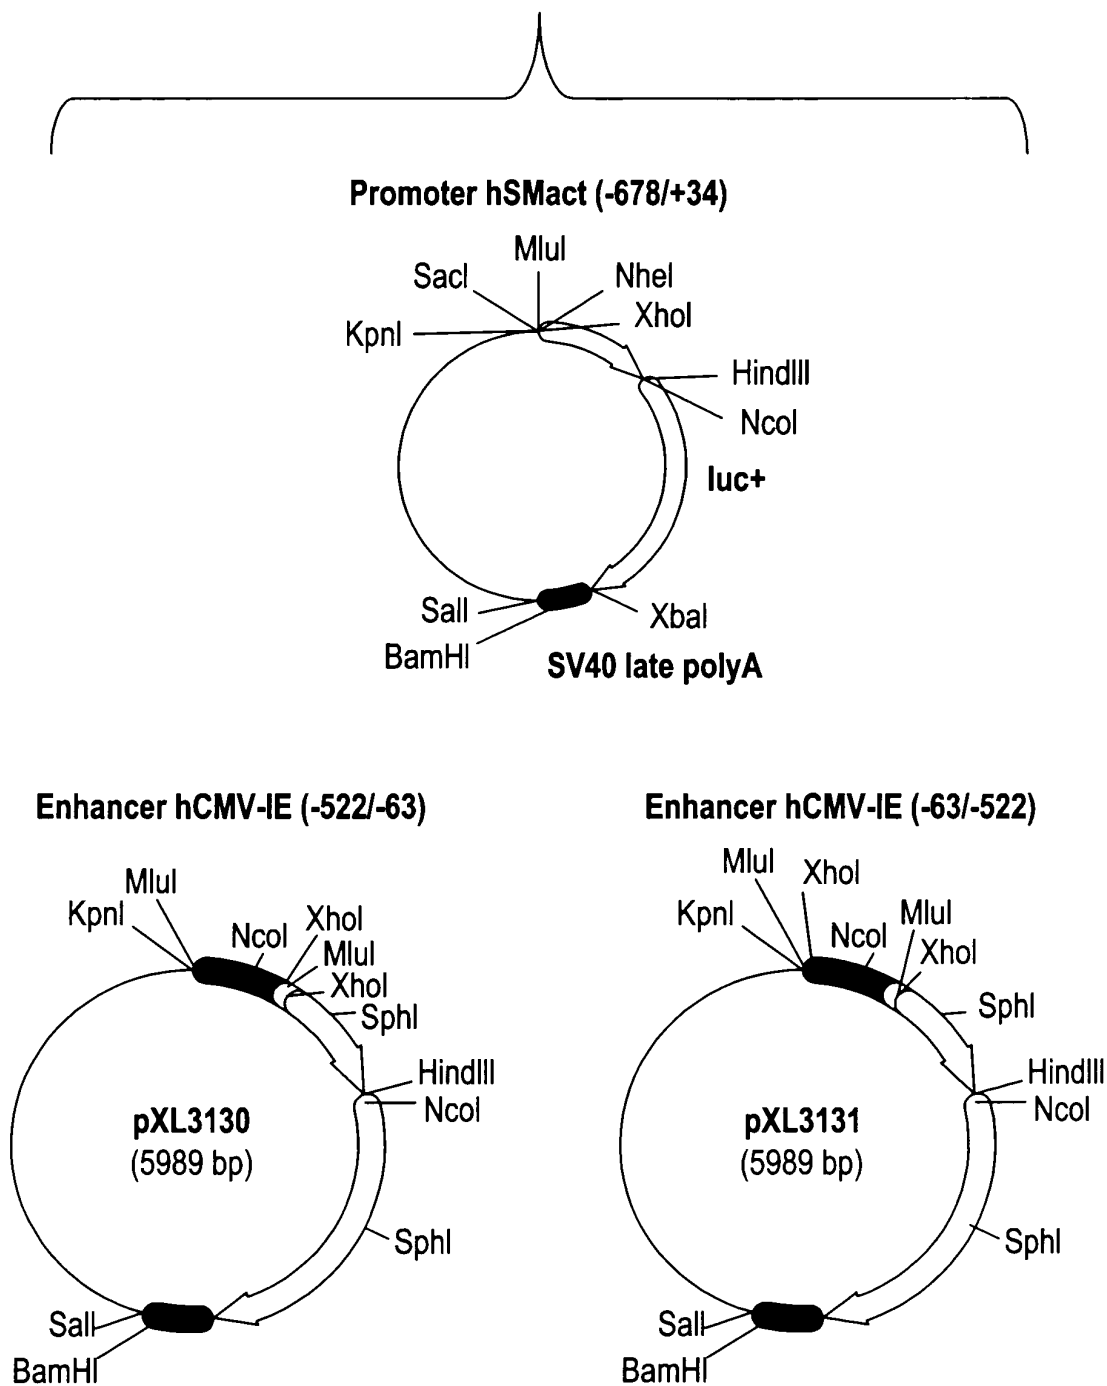 Promoter hSMact (-678/+34)
MluI
SacI
NheI
XhoI
KpnI
HindIII
NcoI
luc+
SalI
XbaI
BamHI
SV40 late polyA
Enhancer hCMV-IE (-522/-63)
MluI
KpnI
XhoI
NcoI
MluI
XhoI
SphI
HindIII
NcoI
pXL3130
(5989 bp)
SphI
SalI
BamHI
Enhancer hCMV-IE (-63/-522)
MluI
XhoI
KpnI
MluI
NcoI
XhoI
SphI
HindIII
NcoI
pXL3131
(5989 bp)
SphI
SalI
BamHI